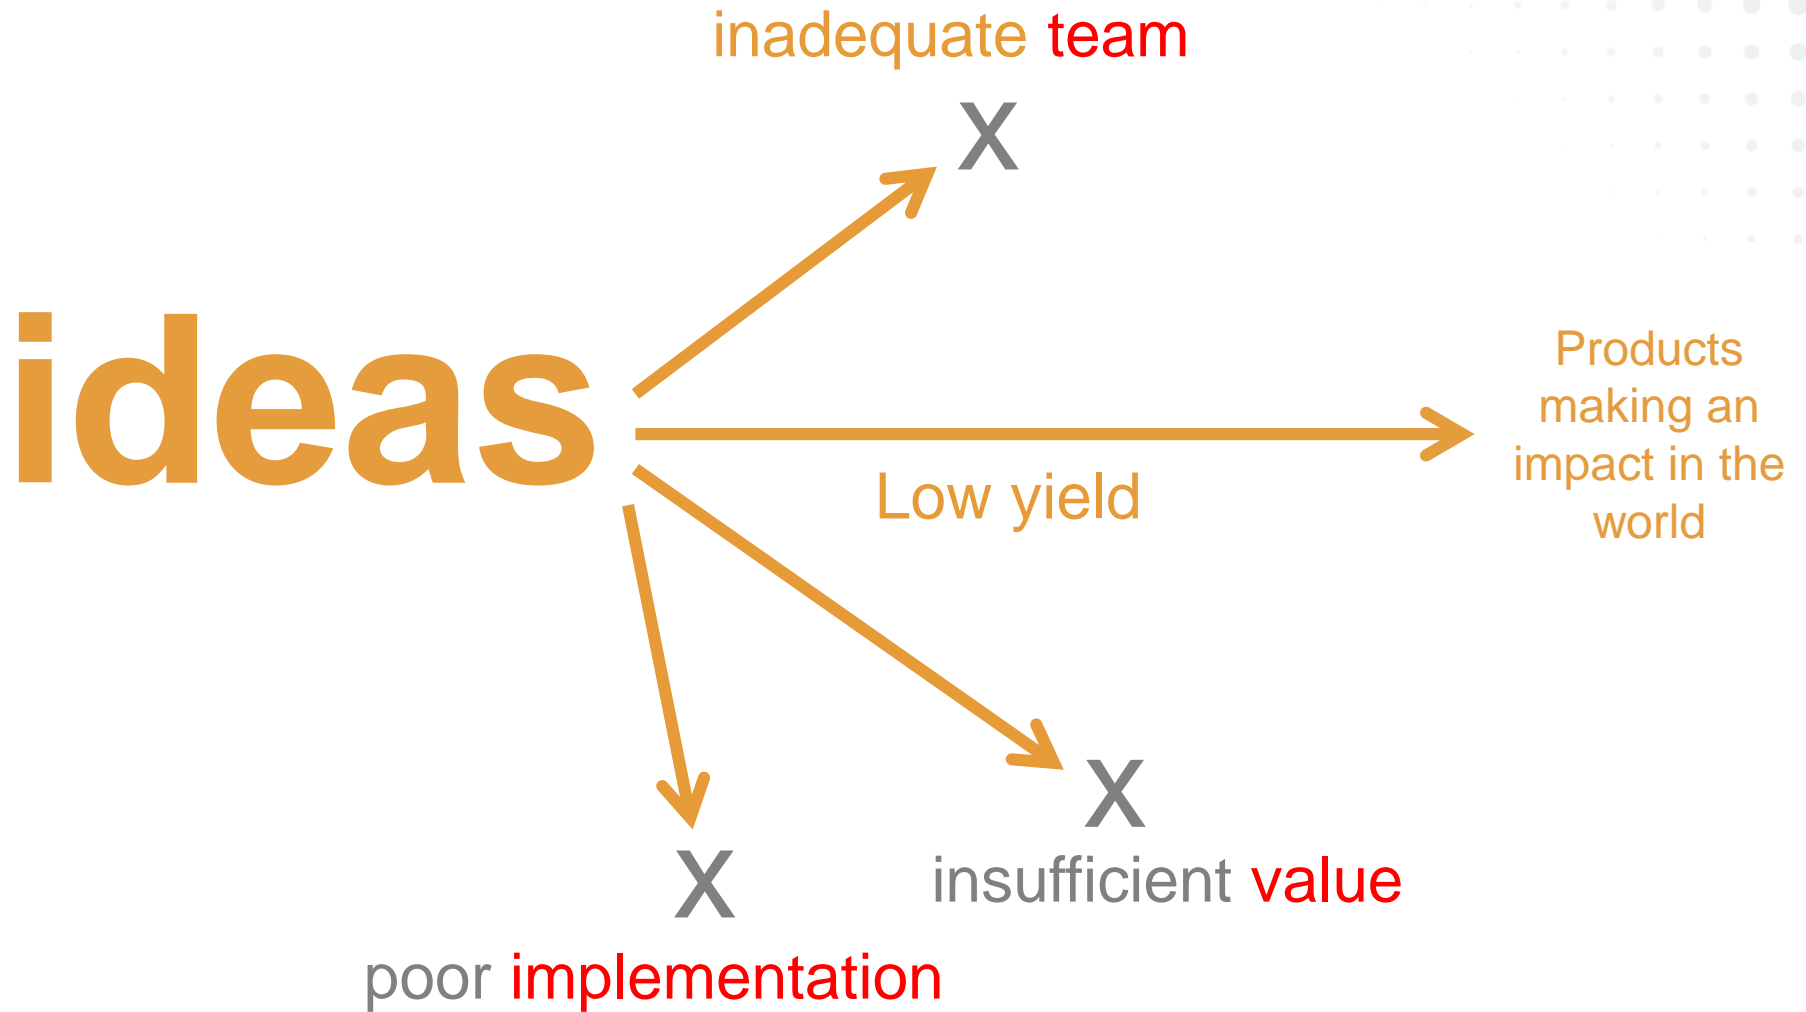 inadequate team
X
ideas
Low yield
Products
making an
impact in the
world
X
insufficient value
X
poor implementation